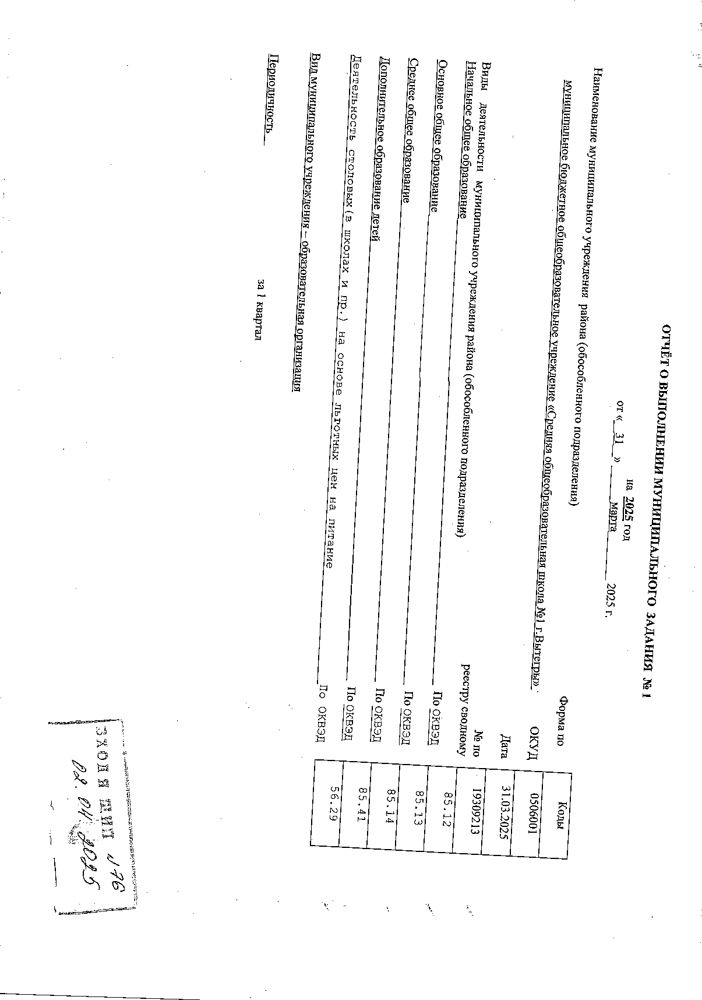 ОТЧЁТ О ВЫПОЛНЕНИИ МУНИЦИПАЛЬНОГО ЗАДАНИЯ № 1
на 2025 год
от « 31 » марта 2025 г.
Наименование муниципального учреждения района (обособленного подразделения)
муниципальное бюджетное общеобразовательное учреждение «Средняя общеобразовательная школа №1 г.Вытегры»
Виды деятельности муниципального учреждения района (обособленного подразделения)
Начальное общее образование
Основное общее образование
Среднее общее образование
Дополнительное образование детей
Деятельность столовых(в школах и пр.) на основе льготных цен на питание
Вид муниципального учреждения – образовательная организация
Периодичность за 1 квартал
Коды
Форма по ОКУД 0506001
Дата 31.03.2025
№ по реестру сводному 19309213
По ОКВЭД 85.12
По ОКВЭД 85.13
По ОКВЭД 85.14
По ОКВЭД 85.41
По ОКВЭД 56.29
ВХОДЯЩИЙ №76
02.04.2025